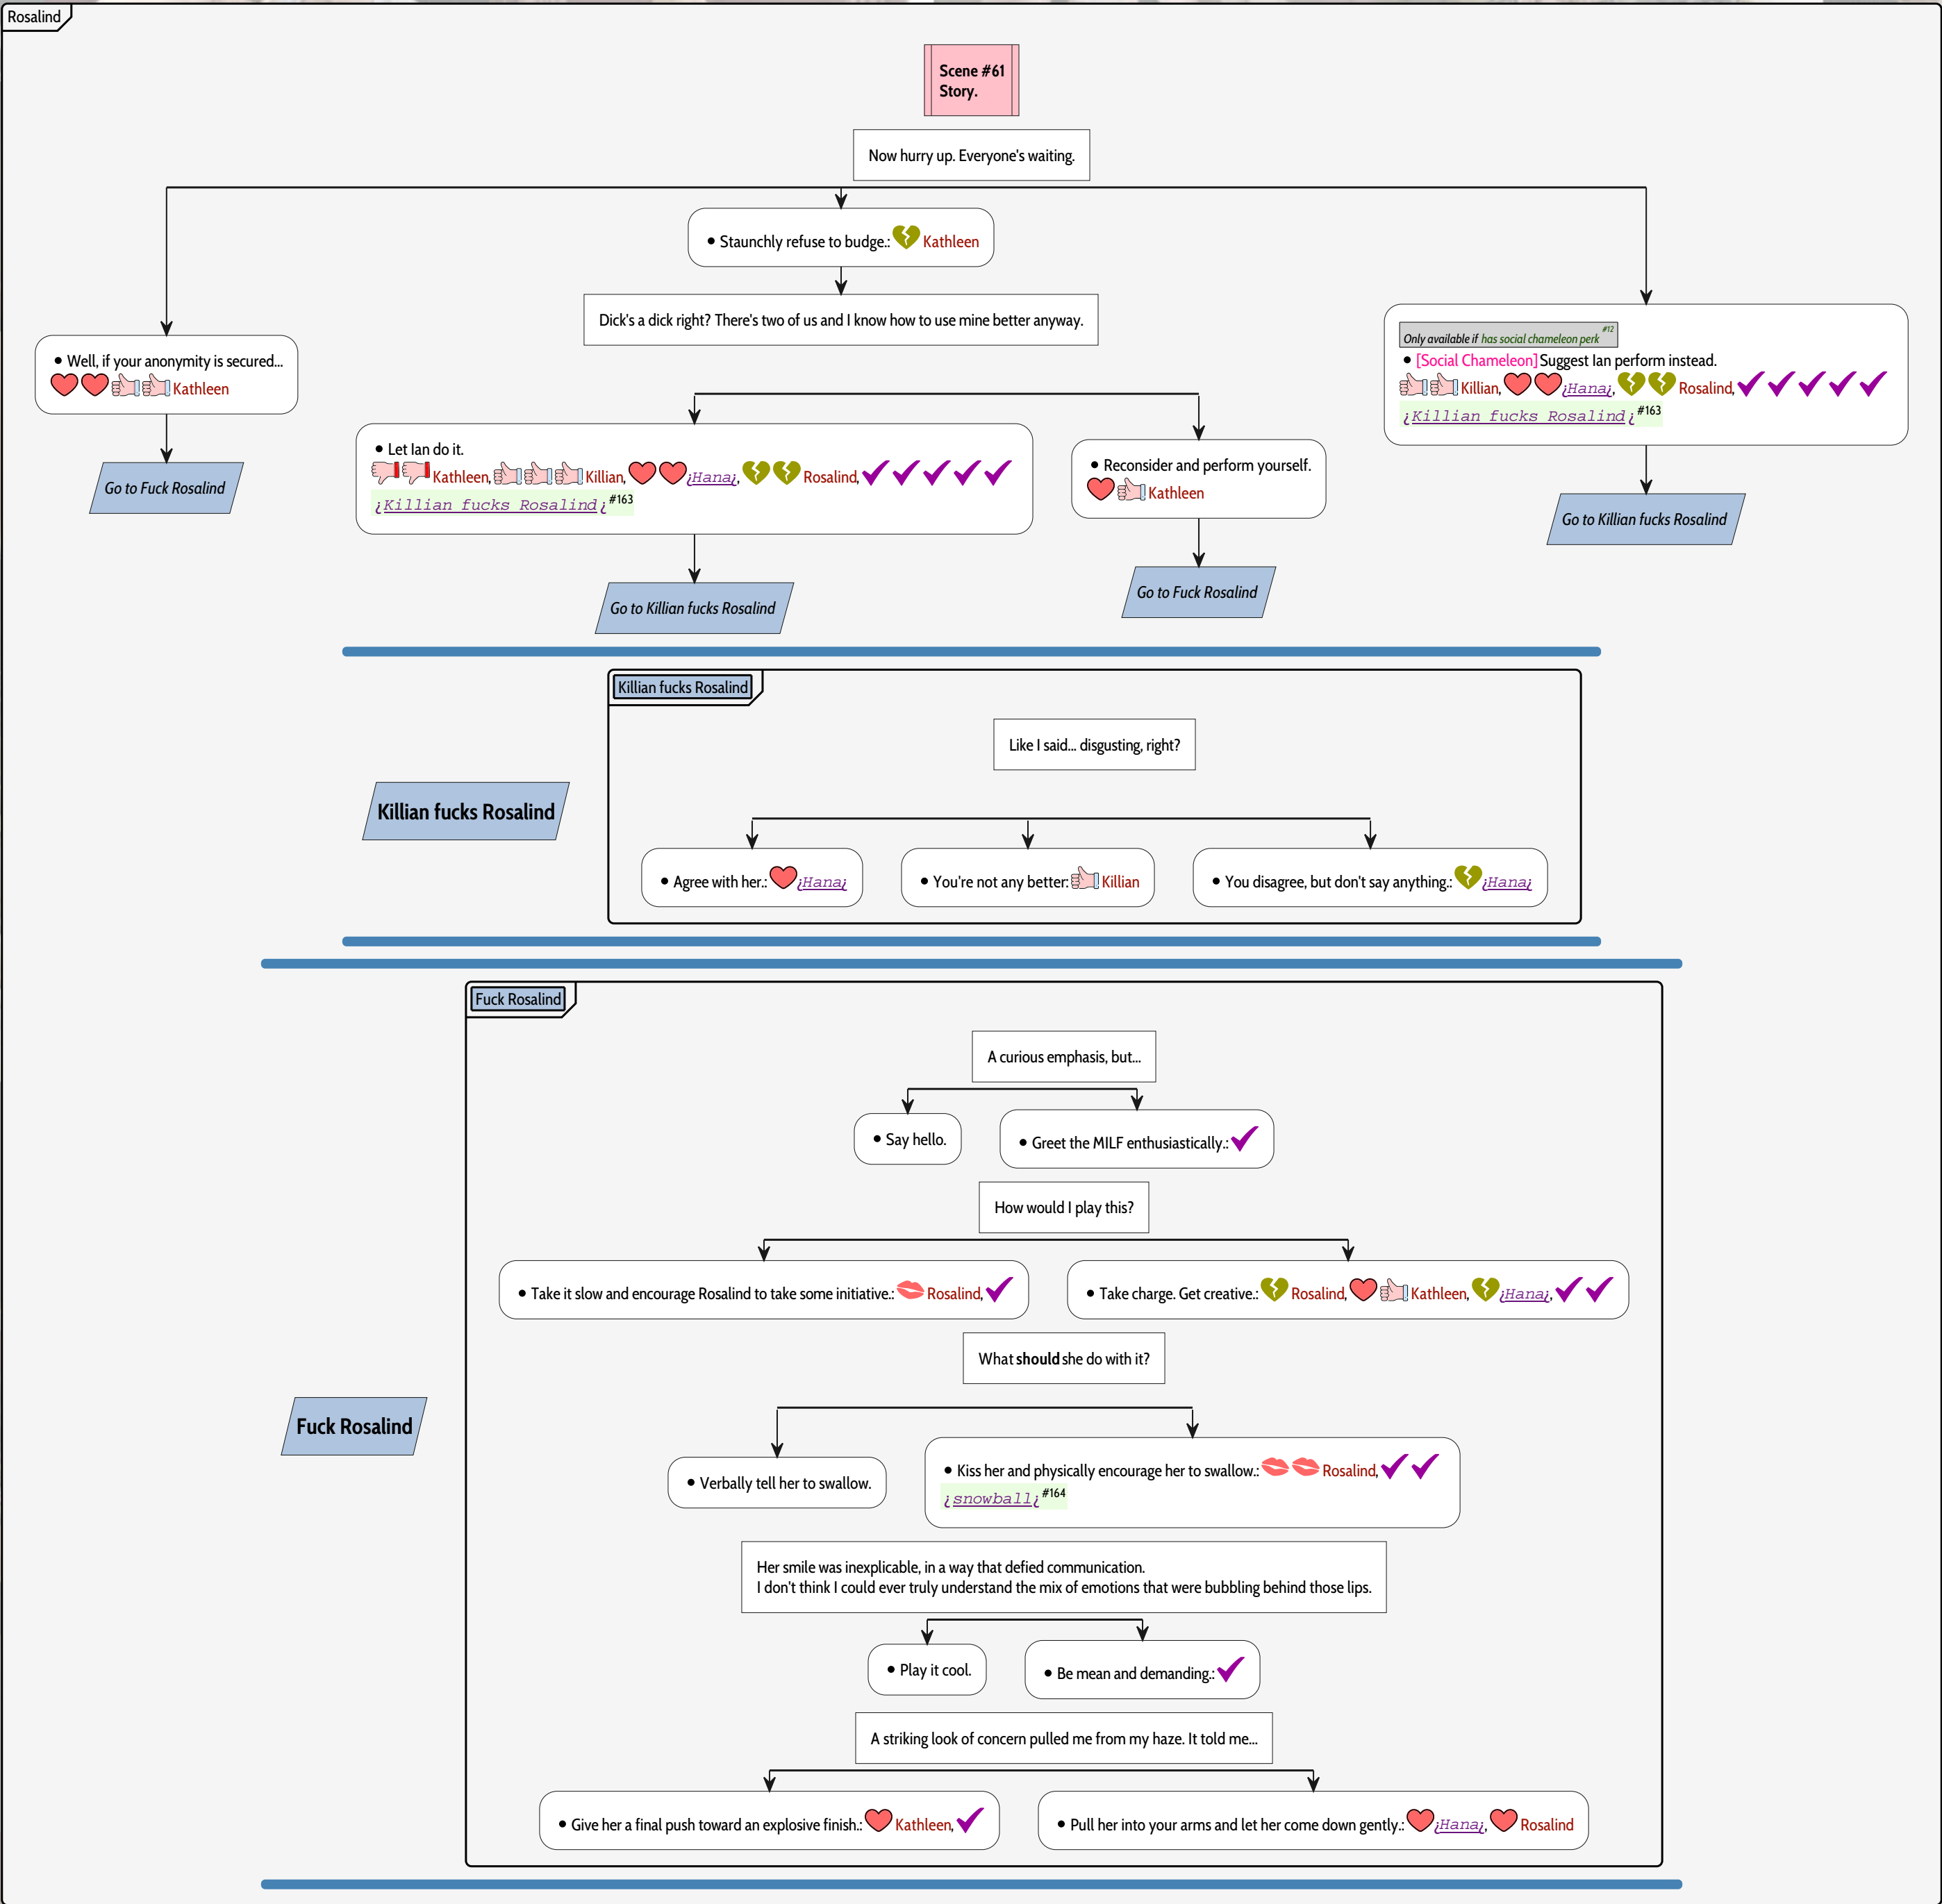 Rosalind
Scene #61
Story.
Now hurry up. Everyone's waiting.
• Staunchly refuse to budge.: Kathleen
Dick's a dick right? There's two of us and I know how to use mine better anyway.
• Well, if your anonymity is secured...
Kathleen
Go to Fuck Rosalind
Only available if has social chameleon perk #12
• [Social Chameleon] Suggest Ian perform instead.
Killian, ¿Hana¿, Rosalind,
¿Killian fucks Rosalind¿ #163
Go to Killian fucks Rosalind
• Let Ian do it.
Kathleen, Killian, ¿Hana¿, Rosalind,
¿Killian fucks Rosalind¿ #163
Go to Killian fucks Rosalind
• Reconsider and perform yourself.
Kathleen
Go to Fuck Rosalind
Killian fucks Rosalind
Killian fucks Rosalind
Like I said... disgusting, right?
• Agree with her.: ¿Hana¿
• You're not any better: Killian
• You disagree, but don't say anything.: ¿Hana¿
Fuck Rosalind
Fuck Rosalind
A curious emphasis, but...
• Say hello.
• Greet the MILF enthusiastically.:
How would I play this?
• Take it slow and encourage Rosalind to take some initiative.: Rosalind,
• Take charge. Get creative.: Rosalind, Kathleen, ¿Hana¿,
What should she do with it?
• Verbally tell her to swallow.
• Kiss her and physically encourage her to swallow.: Rosalind,
¿snowball¿ #164
Her smile was inexplicable, in a way that defied communication.
I don't think I could ever truly understand the mix of emotions that were bubbling behind those lips.
• Play it cool.
• Be mean and demanding.:
A striking look of concern pulled me from my haze. It told me...
• Give her a final push toward an explosive finish.: Kathleen,
• Pull her into your arms and let her come down gently.: ¿Hana¿, Rosalind